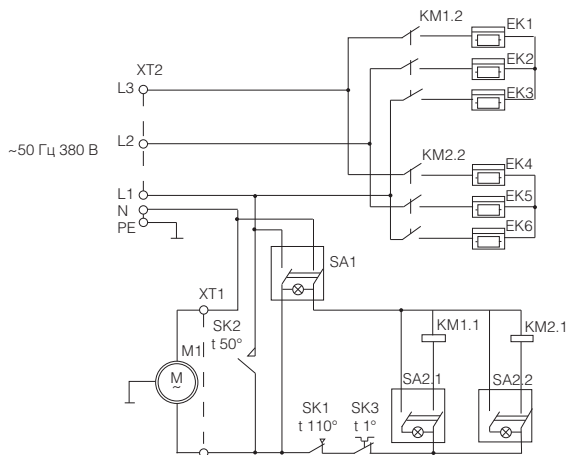 KM1.2
EK1
EK2
EK3
XT2
L3
L2
~50 Гц 380 В
KM2.2
EK4
EK5
EK6
L1
N
PE
SA1
XT1
SK2
t 50°
KM1.1
KM2.1
M1
M
~
SA2.1
SA2.2
SK1
t 110°
SK3
t 1°